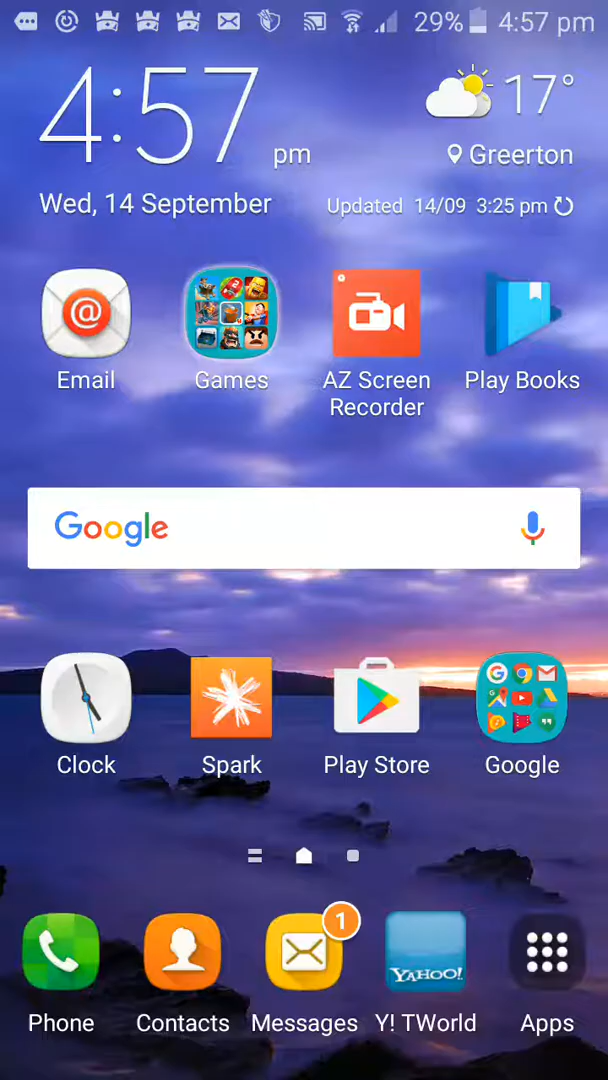 29% 4:57 pm
4:57 pm
17°
Greerton
Wed, 14 September
Updated 14/09 3:25 pm
Email
Games
AZ Screen
Recorder
Play Books
Google
Clock
Spark
Play Store
Google
1
YAHOO!
Phone
Contacts
Messages
Y! TWorld
Apps